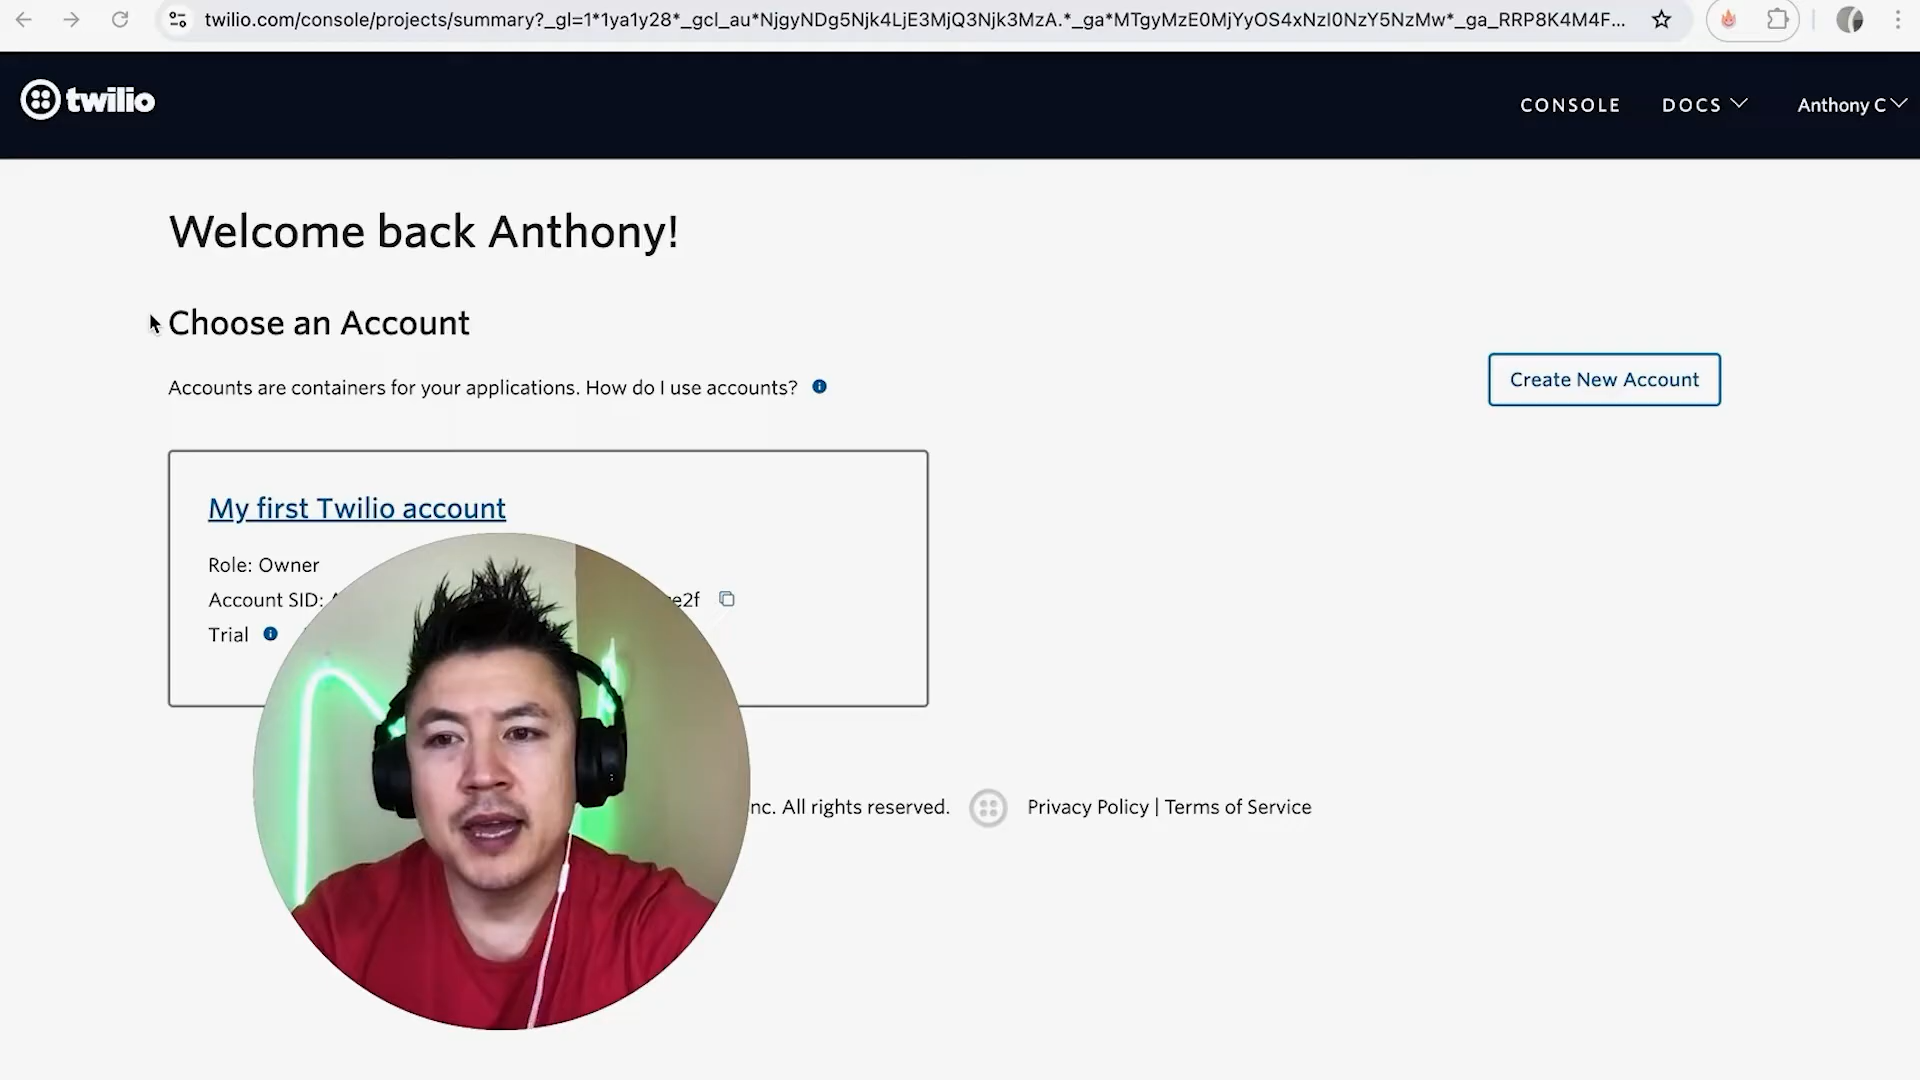 twilio.com/console/projects/summary?_gl=1*1ya1y28*_gcl_au*NjgyNDg5Njk4LjE3MjQ3Njk3MzA.*_ga*MTgyMzE0MjYyOS4xNzI0NzY5NzMw*_ga_RRP8K4M4F...
twilio
CONSOLE DOCS Anthony C
Welcome back Anthony!
Choose an Account
Accounts are containers for your applications. How do I use accounts?
Create New Account
My first Twilio account
Role: Owner
Account SID: e2f
Trial
nc. All rights reserved. Privacy Policy | Terms of Service